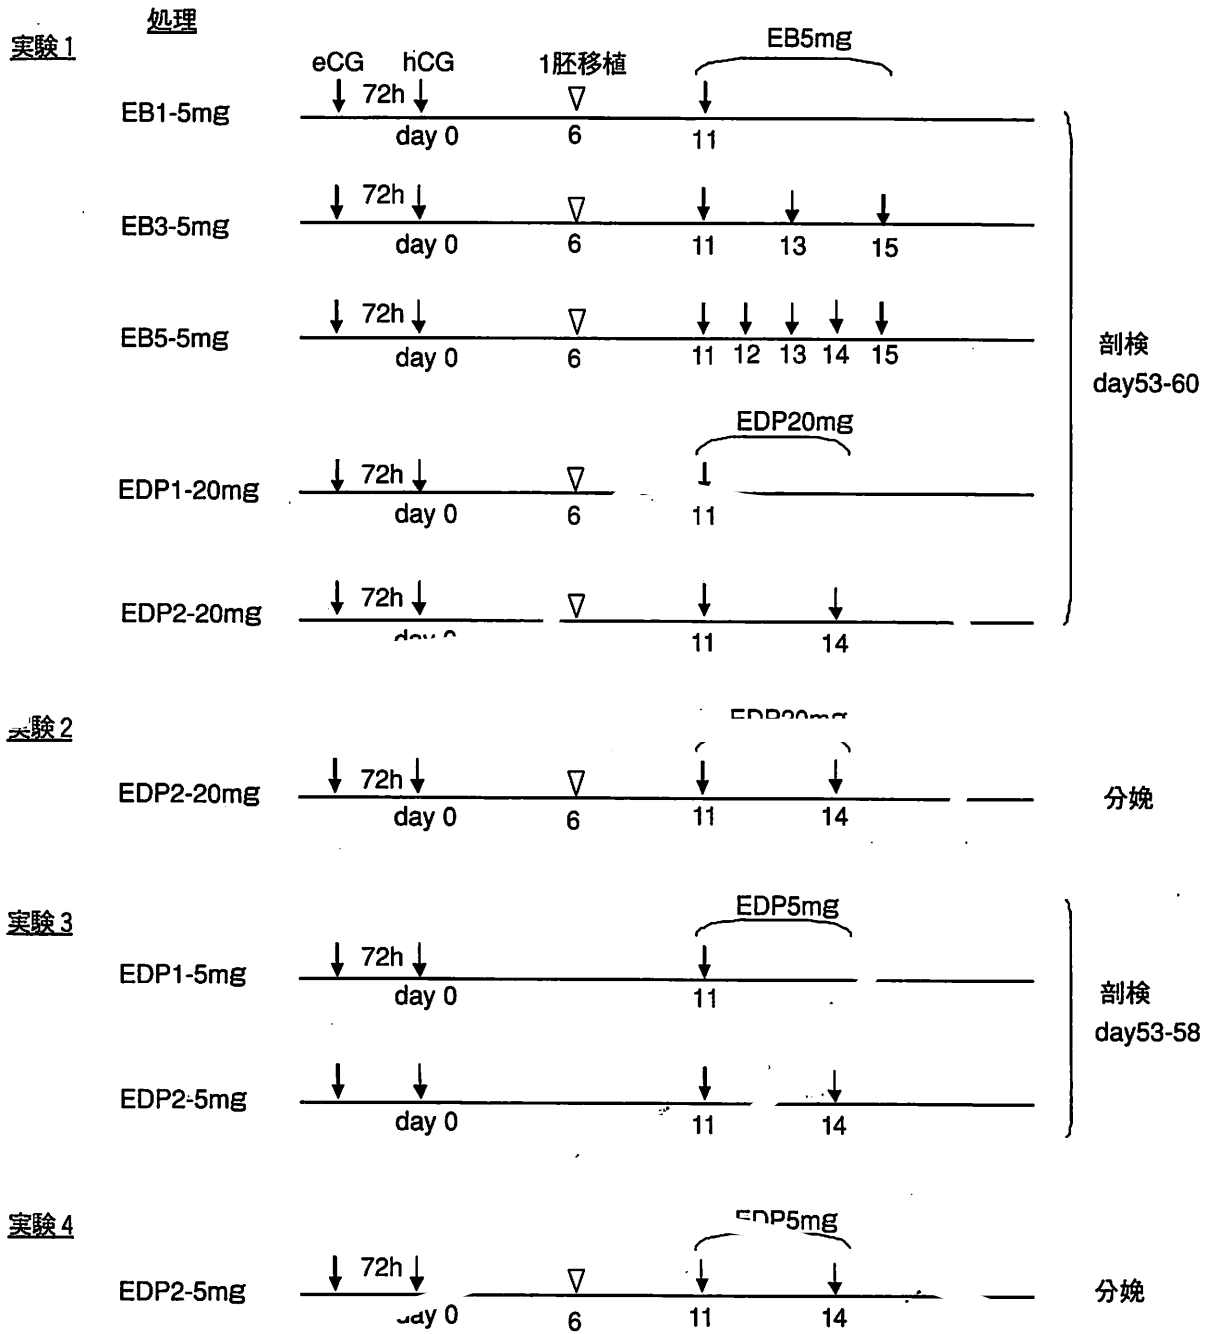 処理
実験1
EB5mg
eCG 72h hCG 1胚移植
EB1-5mg
day 0 6 11
72h
EB3-5mg
day 0 6 11 13 15
72h
EB5-5mg
day 0 6 11 12 13 14 15
剖検
day53-60
EDP20mg
72h
EDP1-20mg
day 0 6 11
72h
EDP2-20mg
11 14
実験2
72h
EDP2-20mg
day 0 6 11 14
分娩
実験3
EDP5mg
72h
EDP1-5mg
day 0 11
剖検
day53-58
EDP2-5mg
day 0 11 14
実験4
EDP5mg
72h
EDP2-5mg
day 0 6 11 14
分娩